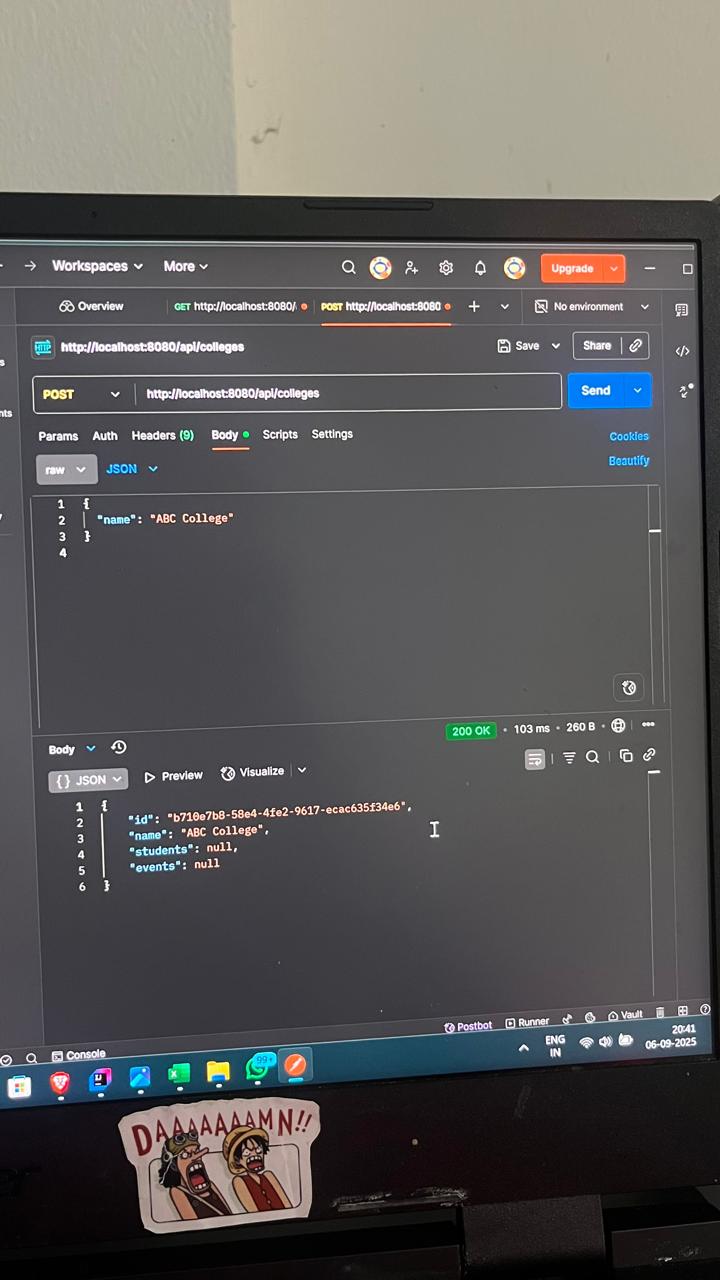 Workspaces More Upgrade
Overview GET http://localhost:8080/ POST http://localhost:8080 No environment
HTTP http://localhost:8080/api/colleges Save Share
POST http://localhost:8080/api/colleges Send
Params Auth Headers (9) Body Scripts Settings Cookies
raw JSON Beautify
1 {
2 "name": "ABC College"
3 }
4
200 OK • 103 ms • 260 B
Body
{} JSON Preview Visualize
1 {
2 "id": "b710e7b8-58e4-4fe2-9617-ecac635f34e6",
3 "name": "ABC College",
4 "students": null,
5 "events": null
6 }
Postbot Runner Vault
Console
99+
ENG
IN
20:41
06-09-2025
DAAAAAAMN!!